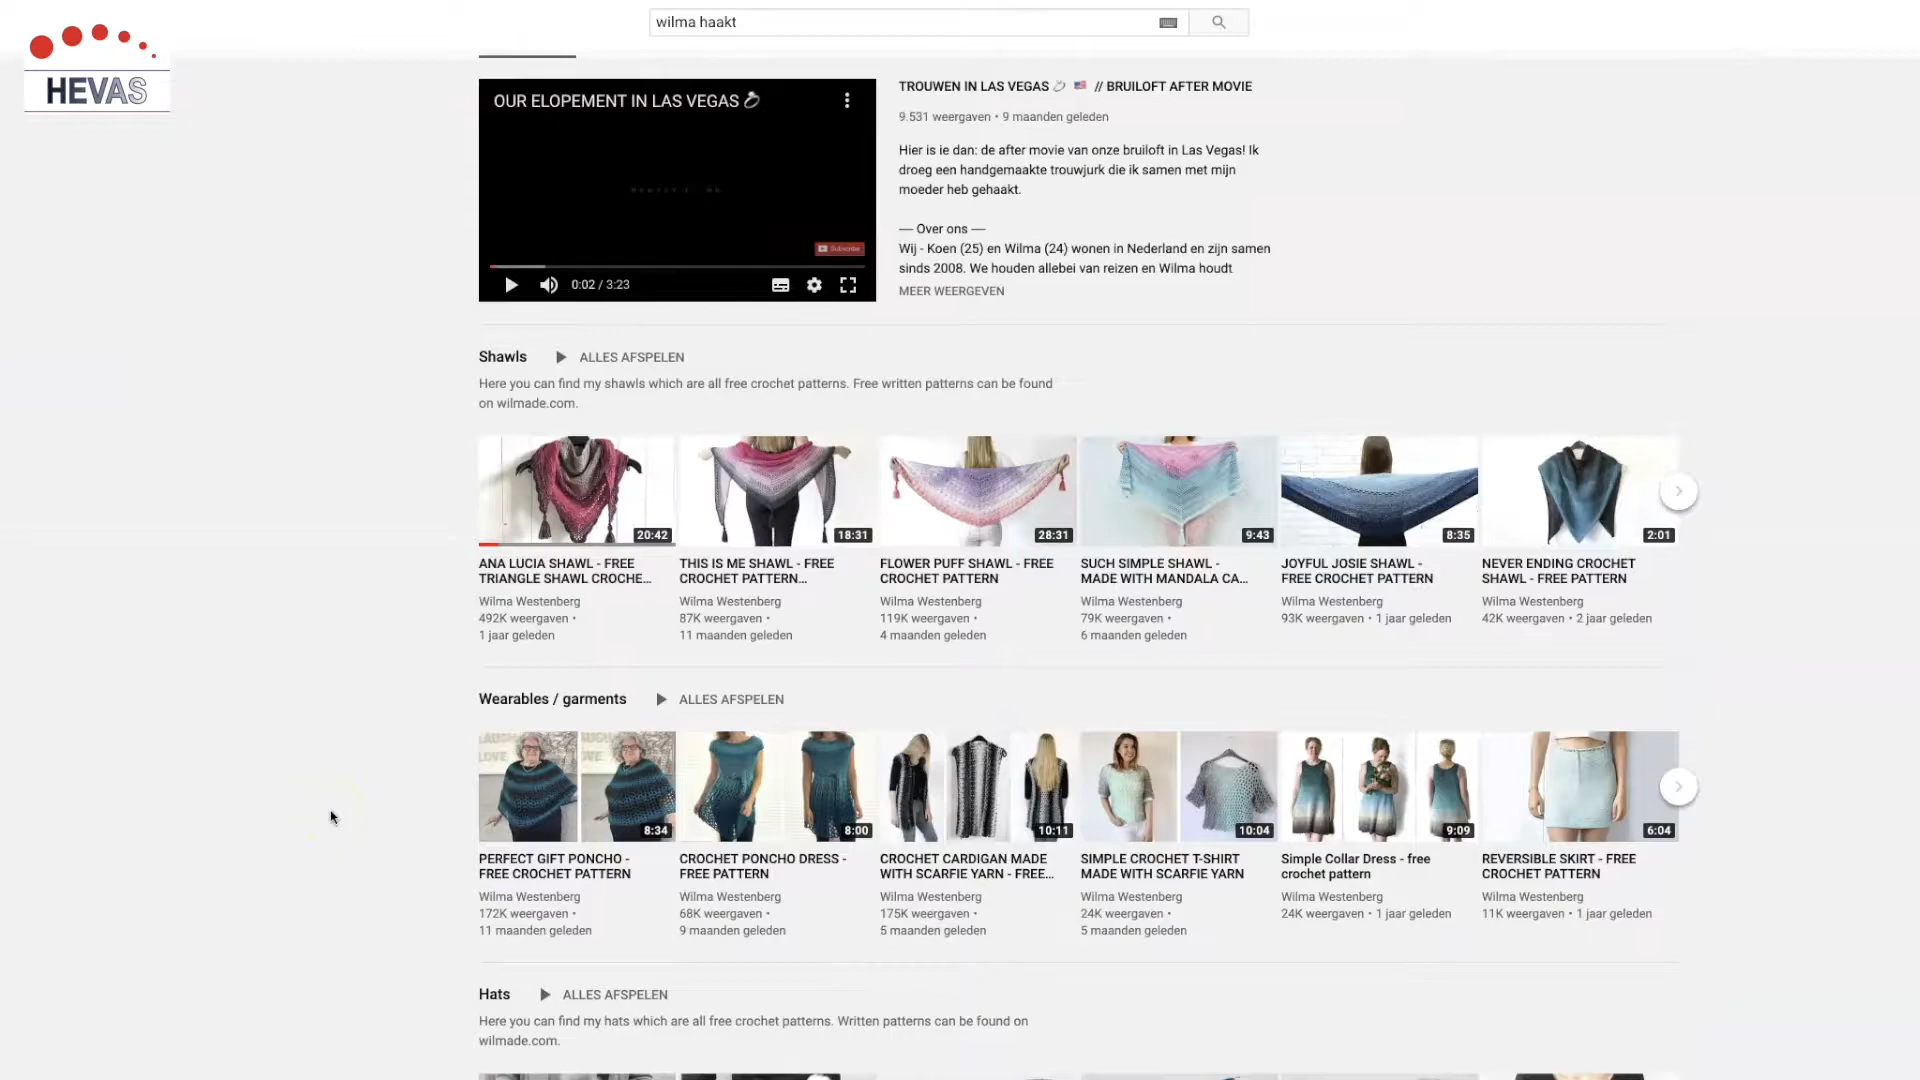 wilma haakt
HEVAS
OUR ELOPEMENT IN LAS VEGAS
Subscribe
0:02 / 3:23
TROUWEN IN LAS VEGAS // BRUILOFT AFTER MOVIE
9.531 weergaven • 9 maanden geleden
Hier is ie dan: de after movie van onze bruiloft in Las Vegas! Ik
droeg een handgemaakte trouwjurk die ik samen met mijn
moeder heb gehaakt.
— Over ons —
Wij - Koen (25) en Wilma (24) wonen in Nederland en zijn samen
sinds 2008. We houden allebei van reizen en Wilma houdt
MEER WEERGEVEN
Shawls ALLES AFSPELEN
Here you can find my shawls which are all free crochet patterns. Free written patterns can be found
on wilmade.com.
20:42
18:31
28:31
9:43
8:35
2:01
ANA LUCIA SHAWL - FREE
TRIANGLE SHAWL CROCHE...
Wilma Westenberg
492K weergaven •
1 jaar geleden
THIS IS ME SHAWL - FREE
CROCHET PATTERN...
Wilma Westenberg
87K weergaven •
11 maanden geleden
FLOWER PUFF SHAWL - FREE
CROCHET PATTERN
Wilma Westenberg
119K weergaven •
4 maanden geleden
SUCH SIMPLE SHAWL -
MADE WITH MANDALA CA...
Wilma Westenberg
79K weergaven •
6 maanden geleden
JOYFUL JOSIE SHAWL -
FREE CROCHET PATTERN
Wilma Westenberg
93K weergaven • 1 jaar geleden
NEVER ENDING CROCHET
SHAWL - FREE PATTERN
Wilma Westenberg
42K weergaven • 2 jaar geleden
Wearables / garments ALLES AFSPELEN
8:34
8:00
10:11
10:04
9:09
6:04
PERFECT GIFT PONCHO -
FREE CROCHET PATTERN
Wilma Westenberg
172K weergaven •
11 maanden geleden
CROCHET PONCHO DRESS -
FREE PATTERN
Wilma Westenberg
68K weergaven •
9 maanden geleden
CROCHET CARDIGAN MADE
WITH SCARFIE YARN - FREE...
Wilma Westenberg
175K weergaven •
5 maanden geleden
SIMPLE CROCHET T-SHIRT
MADE WITH SCARFIE YARN
Wilma Westenberg
24K weergaven •
5 maanden geleden
Simple Collar Dress - free
crochet pattern
Wilma Westenberg
24K weergaven • 1 jaar geleden
REVERSIBLE SKIRT - FREE
CROCHET PATTERN
Wilma Westenberg
11K weergaven • 1 jaar geleden
Hats ALLES AFSPELEN
Here you can find my hats which are all free crochet patterns. Written patterns can be found on
wilmade.com.